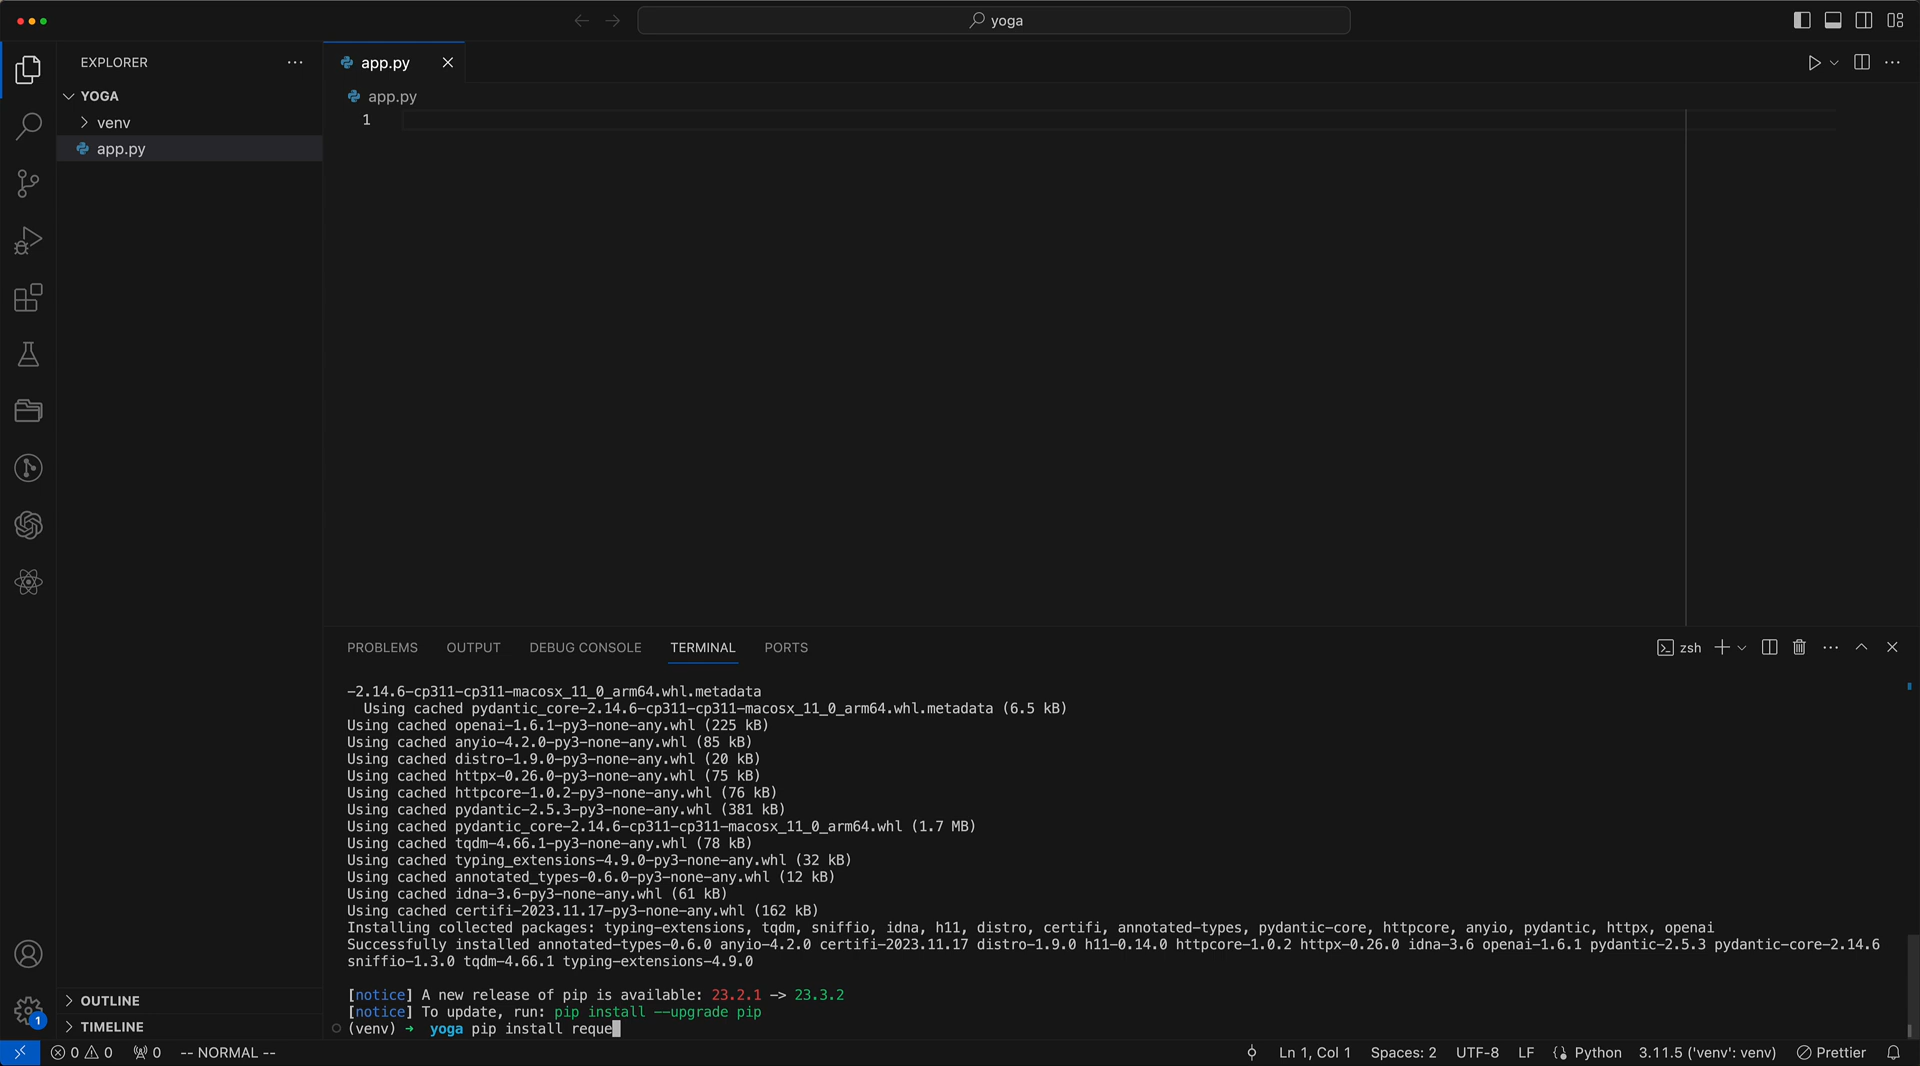 yoga
EXPLORER
YOGA
venv
app.py
app.py
app.py
1
PROBLEMS OUTPUT DEBUG CONSOLE TERMINAL PORTS
zsh
-2.14.6-cp311-cp311-macosx_11_0_arm64.whl.metadata
Using cached pydantic_core-2.14.6-cp311-cp311-macosx_11_0_arm64.whl.metadata (6.5 kB)
Using cached openai-1.6.1-py3-none-any.whl (225 kB)
Using cached anyio-4.2.0-py3-none-any.whl (85 kB)
Using cached distro-1.9.0-py3-none-any.whl (20 kB)
Using cached httpx-0.26.0-py3-none-any.whl (75 kB)
Using cached httpcore-1.0.2-py3-none-any.whl (76 kB)
Using cached pydantic-2.5.3-py3-none-any.whl (381 kB)
Using cached pydantic_core-2.14.6-cp311-cp311-macosx_11_0_arm64.whl (1.7 MB)
Using cached tqdm-4.66.1-py3-none-any.whl (78 kB)
Using cached typing_extensions-4.9.0-py3-none-any.whl (32 kB)
Using cached annotated_types-0.6.0-py3-none-any.whl (12 kB)
Using cached idna-3.6-py3-none-any.whl (61 kB)
Using cached certifi-2023.11.17-py3-none-any.whl (162 kB)
Installing collected packages: typing-extensions, tqdm, sniffio, idna, h11, distro, certifi, annotated-types, pydantic-core, httpcore, anyio, pydantic, httpx, openai
Successfully installed annotated-types-0.6.0 anyio-4.2.0 certifi-2023.11.17 distro-1.9.0 h11-0.14.0 httpcore-1.0.2 httpx-0.26.0 idna-3.6 openai-1.6.1 pydantic-2.5.3 pydantic-core-2.14.6
sniffio-1.3.0 tqdm-4.66.1 typing-extensions-4.9.0
[notice] A new release of pip is available: 23.2.1 -> 23.3.2
[notice] To update, run: pip install --upgrade pip
(venv) → yoga pip install reque
OUTLINE
TIMELINE
1
0 0 0 -- NORMAL -- Ln 1, Col 1 Spaces: 2 UTF-8 LF Python 3.11.5 ('venv': venv) Prettier